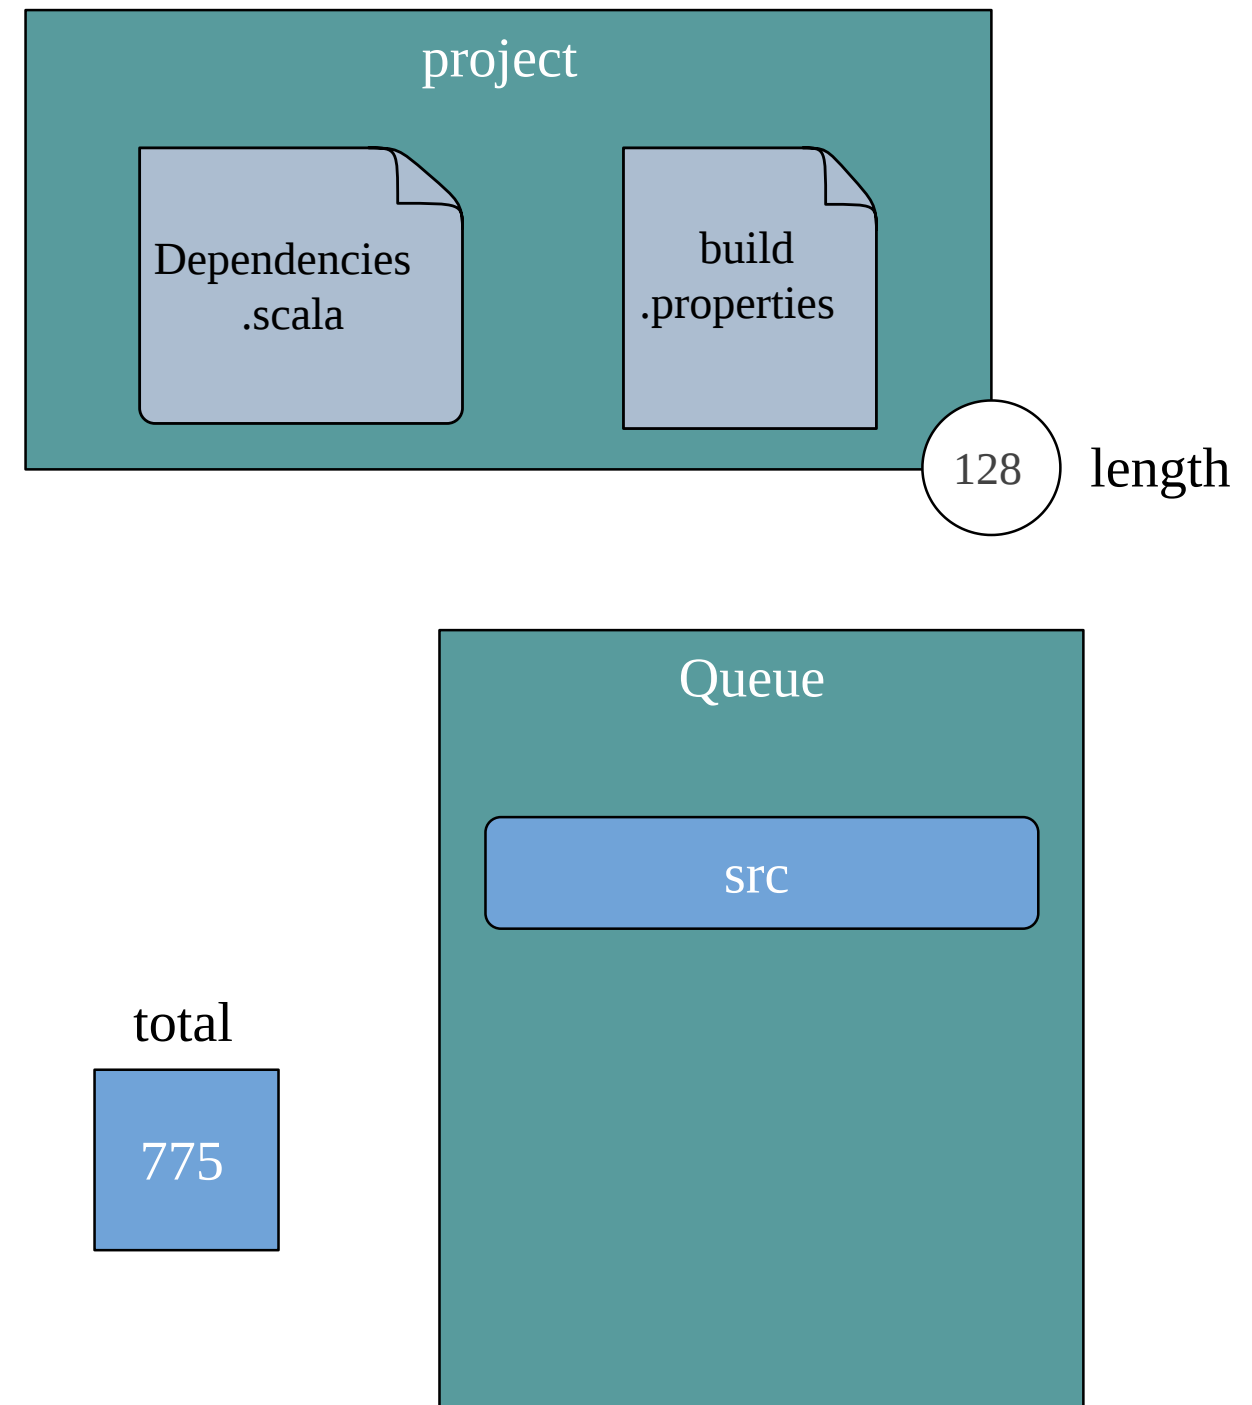 project
Dependencies
.scala
build
.properties
128
length
Queue
src
total
775